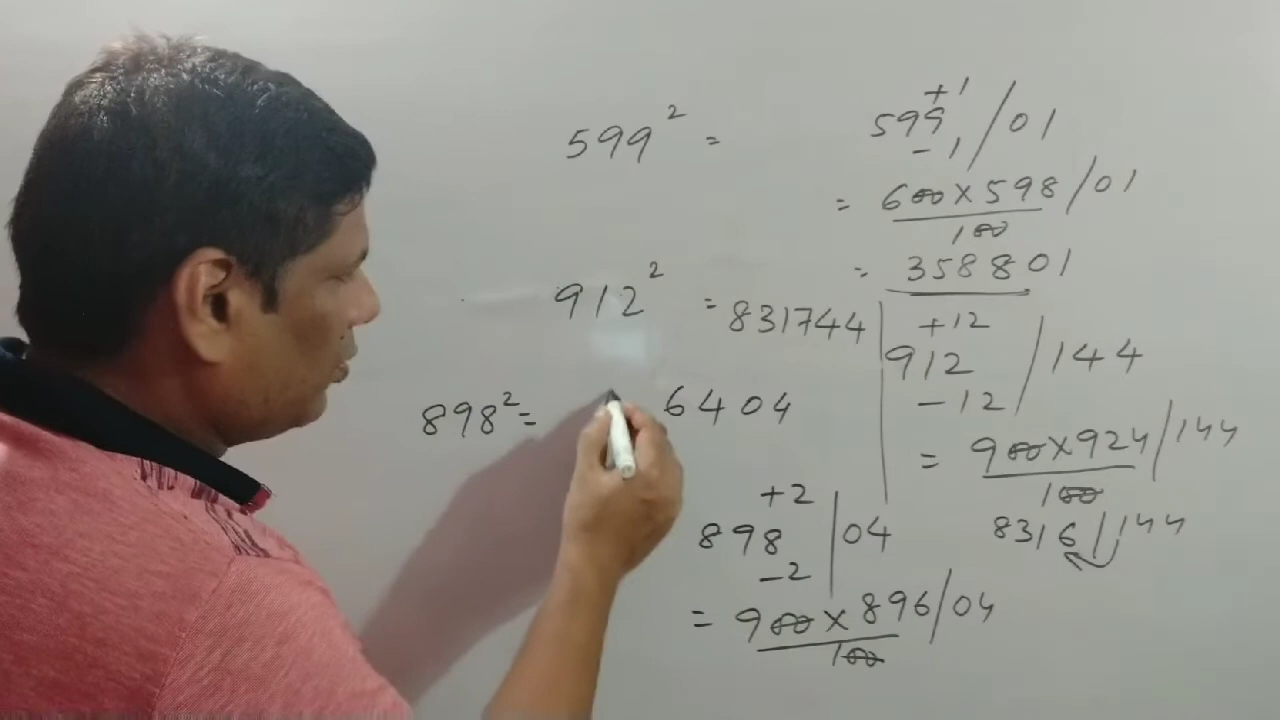 599² =
+1
599 / 01
-1
= 600 × 598 / 01
100
= 358801
912² = 831744
+12
912 / 144
-12
= 900 × 924 / 144
100
8316 / 144
898² = 6404
+2
898 | 04
-2
= 900 × 896 / 04
100